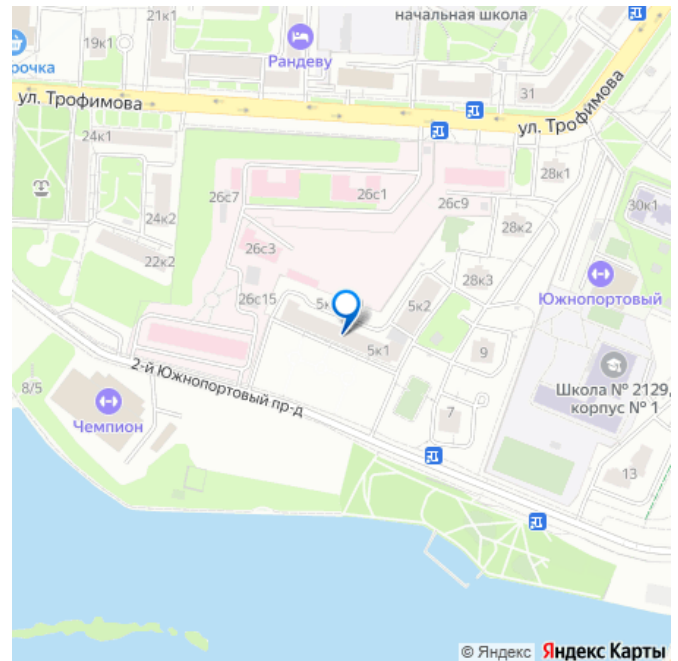 21к1
начальная школа
19к1
рочка
Рандеву
31
ул. Трофимова
ул. Трофимова
24к1
28к1
26с7
26с1
26с9
30к1
24к2
28к2
26с3
22к2
28к3
Южнопортовый
26с15
5к
5к2
5к1
9
2-й Южнопортовый пр-д
8/5
Школа № 2129,
корпус № 1
Чемпион
7
13
© Яндекс Яндекс Карты